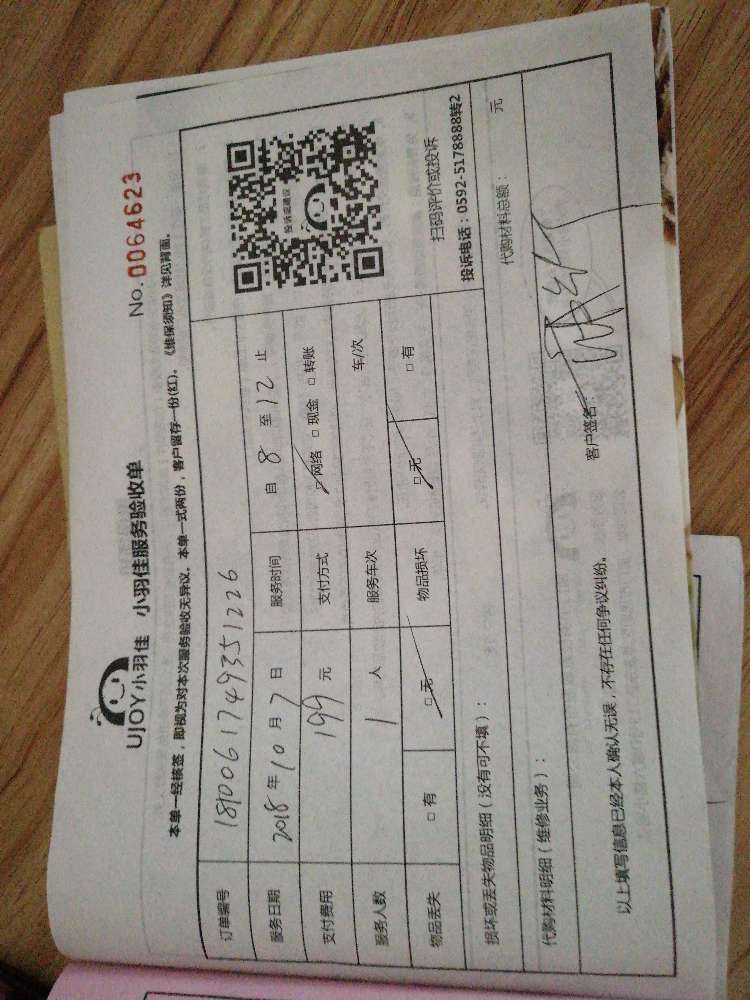 UJOY小羽佳 小羽佳服务验收单
No. 0064623
本单一经核签,即视为对本次服务验收无异议。本单一式两份,客户留存一份(红)。《维保须知》详见背面。
订单编号 18100617493351226
服务日期 2018年10月7日 服务时间 自8至12止
支付费用 199元 支付方式 □网络 □现金 □转账
服务人数 1人 服务车次 车/次
物品丢失 □有 □无 物品损坏 □无 □有
投诉或建议
扫码评价或投诉
投诉电话:0592-5178888转2
损坏或丢失物品明细(没有可不填):
代购材料明细(维修业务): 代购材料总额: 元
以上填写信息已经本人确认无误,不存在任何争议纠纷。 客户签名: